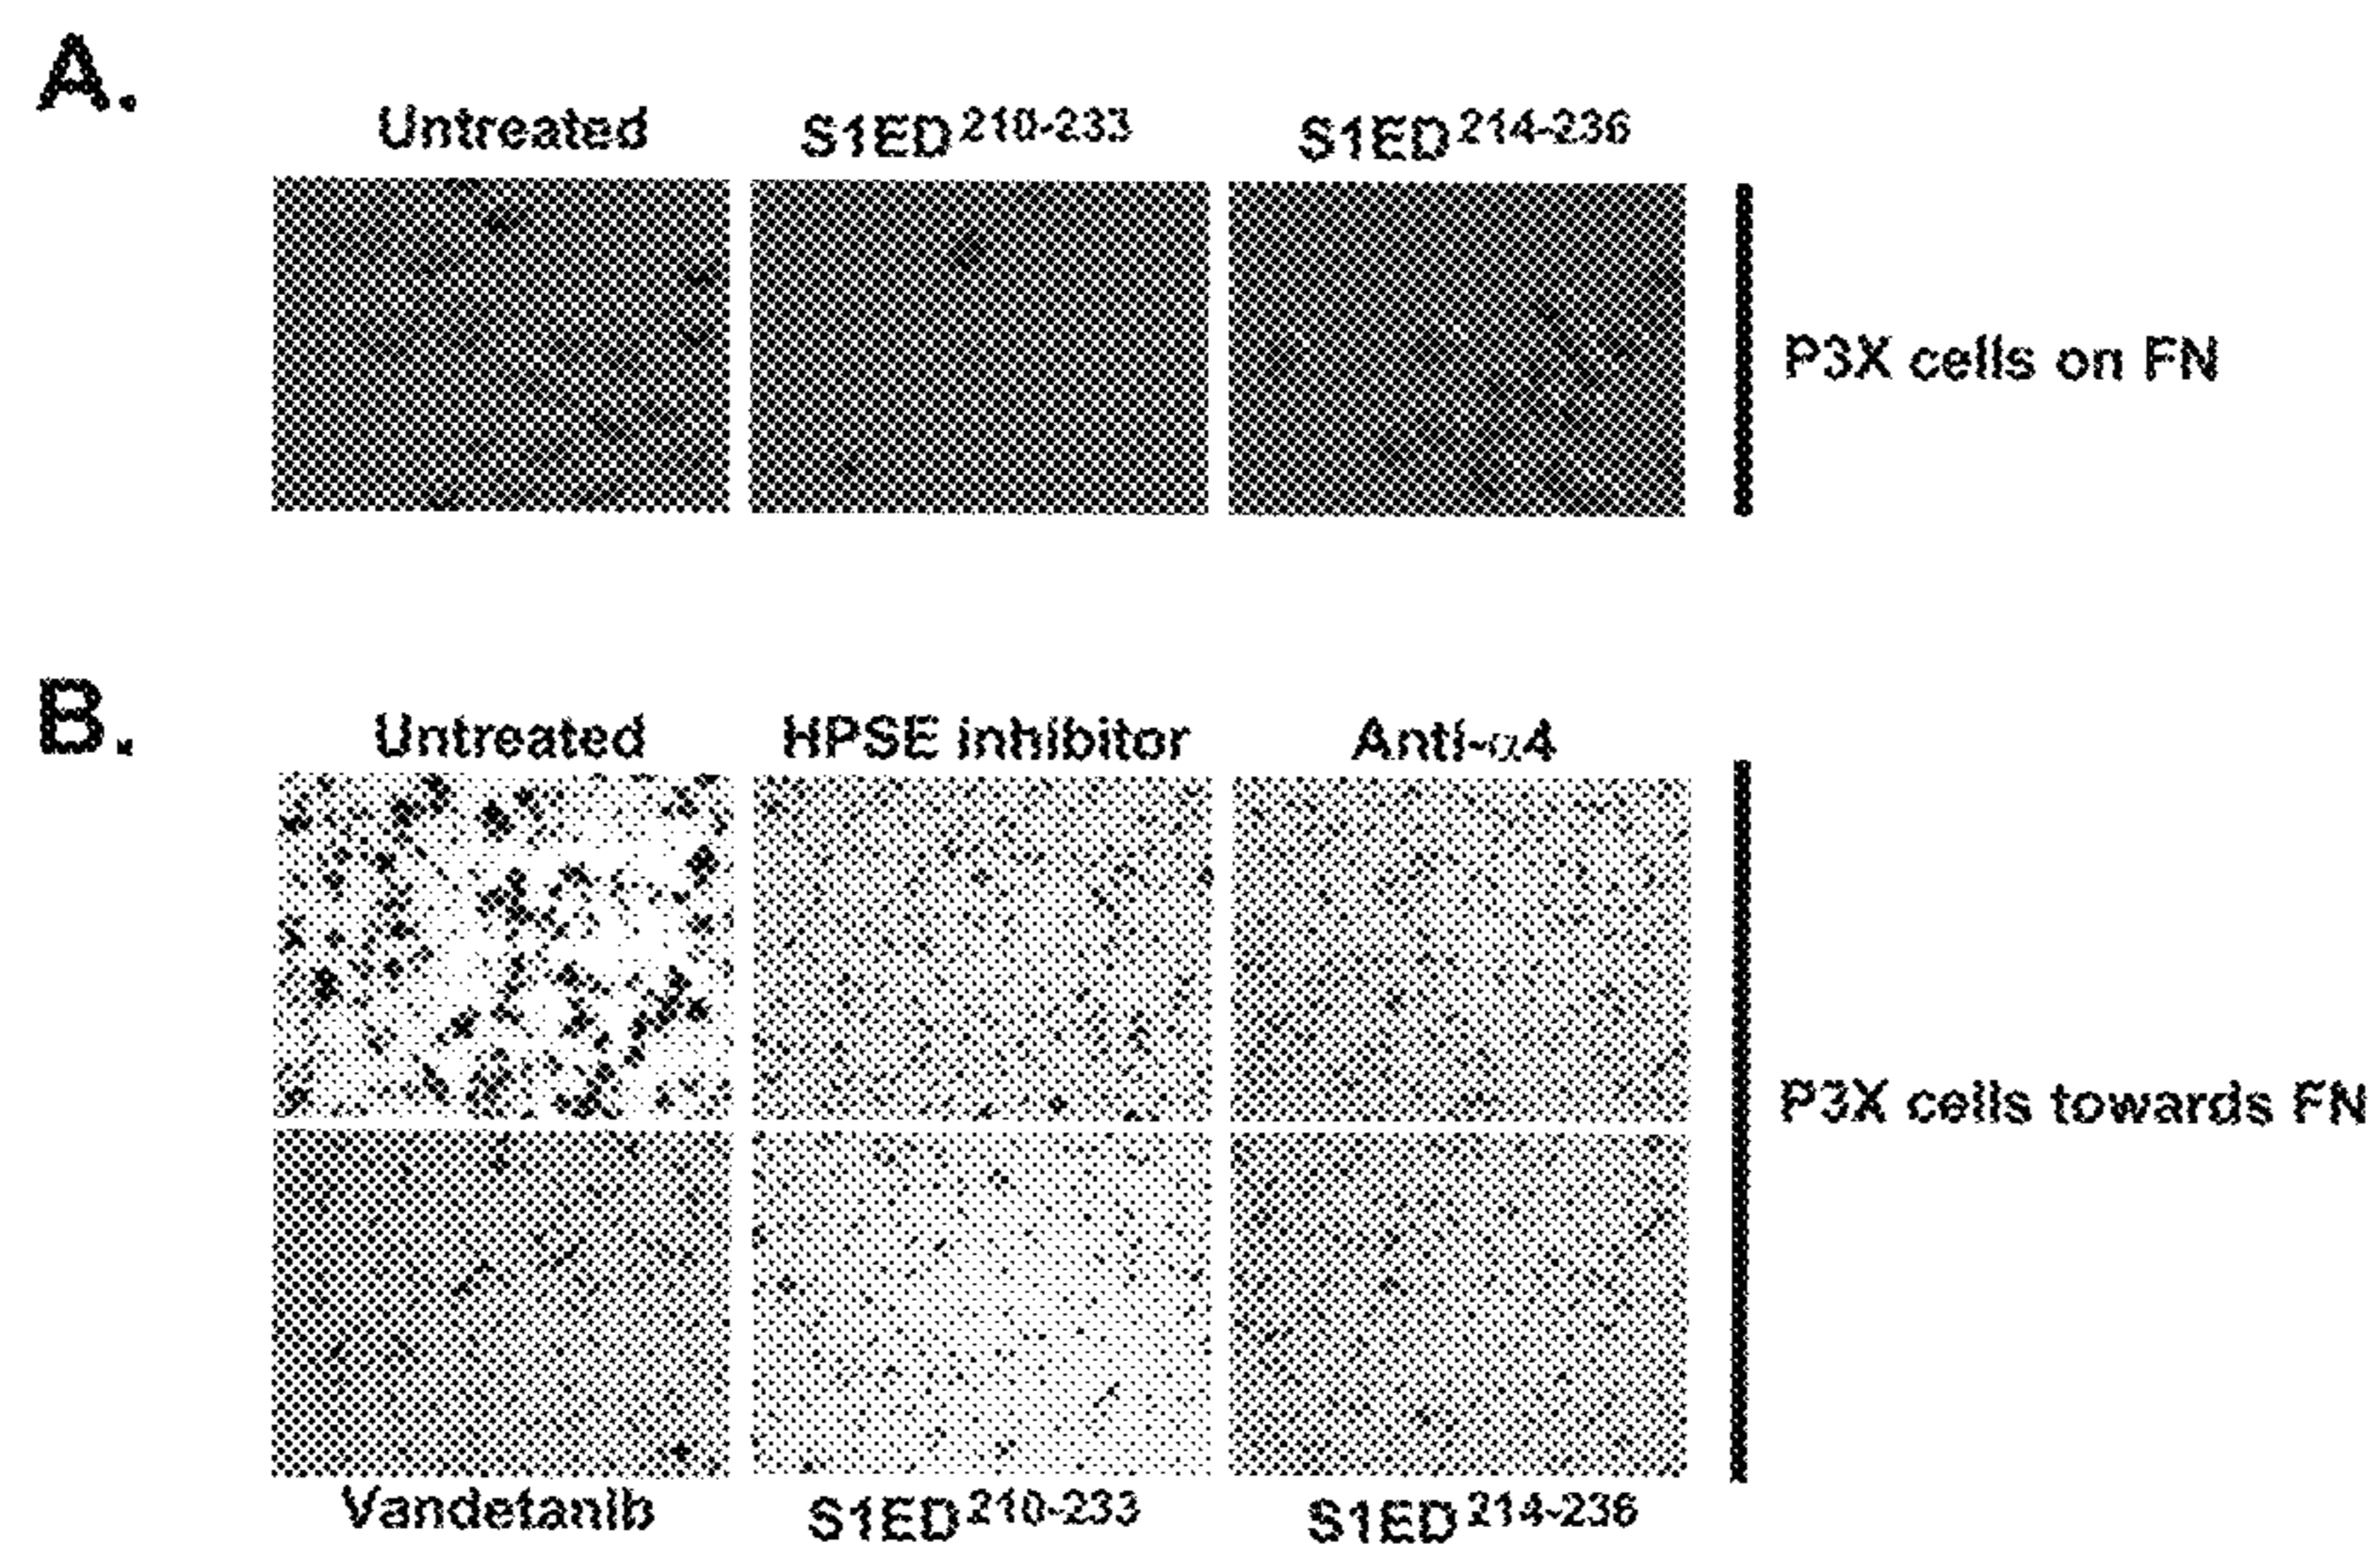 A.
Untreated S1ED210-233 S1ED214-236
P3X cells on FN
B.
Untreated HPSE inhibitor Anti-α4
P3X cells towards FN
Vandetanib S1ED210-233 S1ED214-236